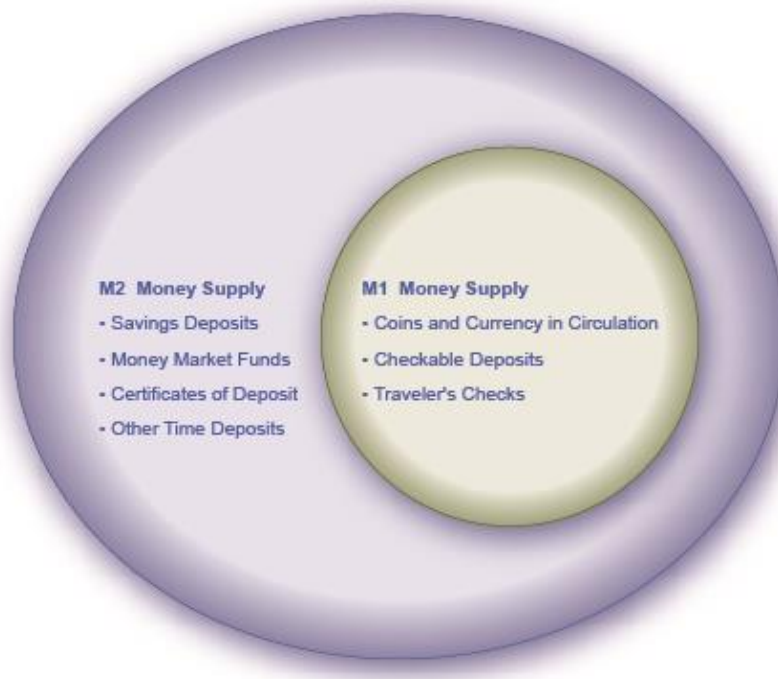 M2 Money Supply
- Savings Deposits
- Money Market Funds
- Certificates of Deposit
- Other Time Deposits
M1 Money Supply
- Coins and Currency in Circulation
- Checkable Deposits
- Traveler's Checks